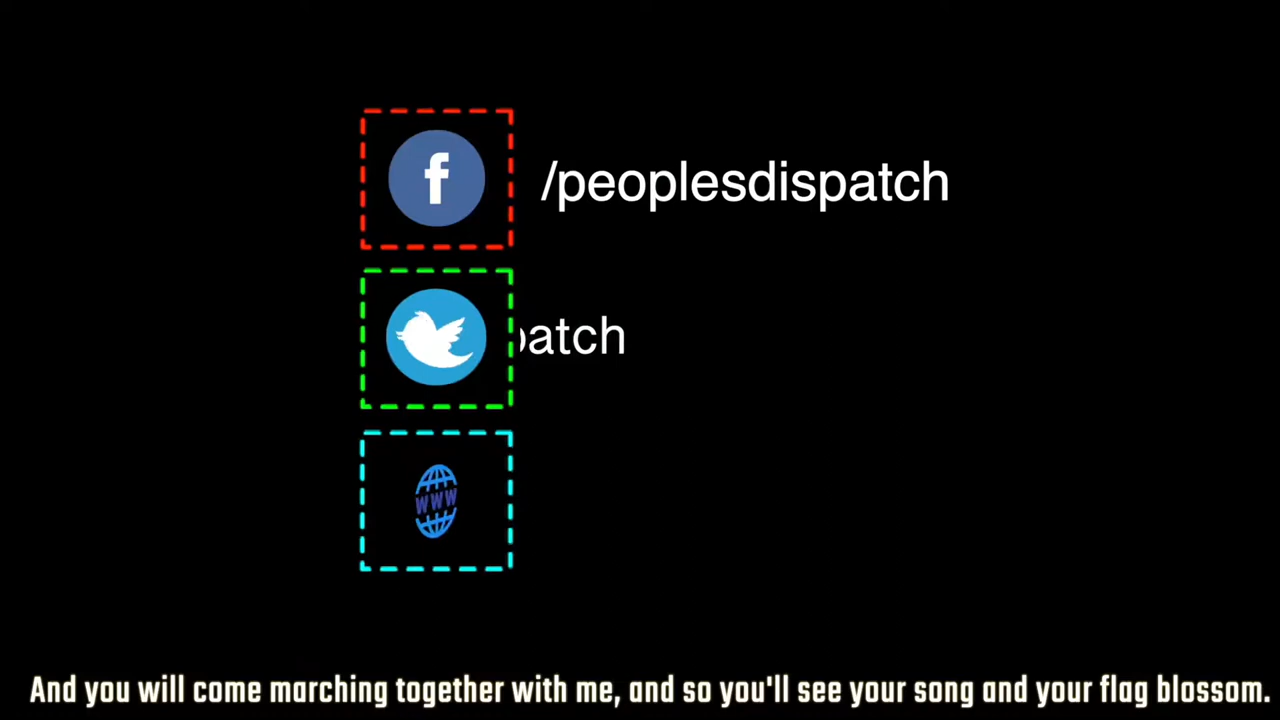 f
/peoplesdispatch
patch
WWW
And you will come marching together with me, and so you'll see your song and your flag blossom.